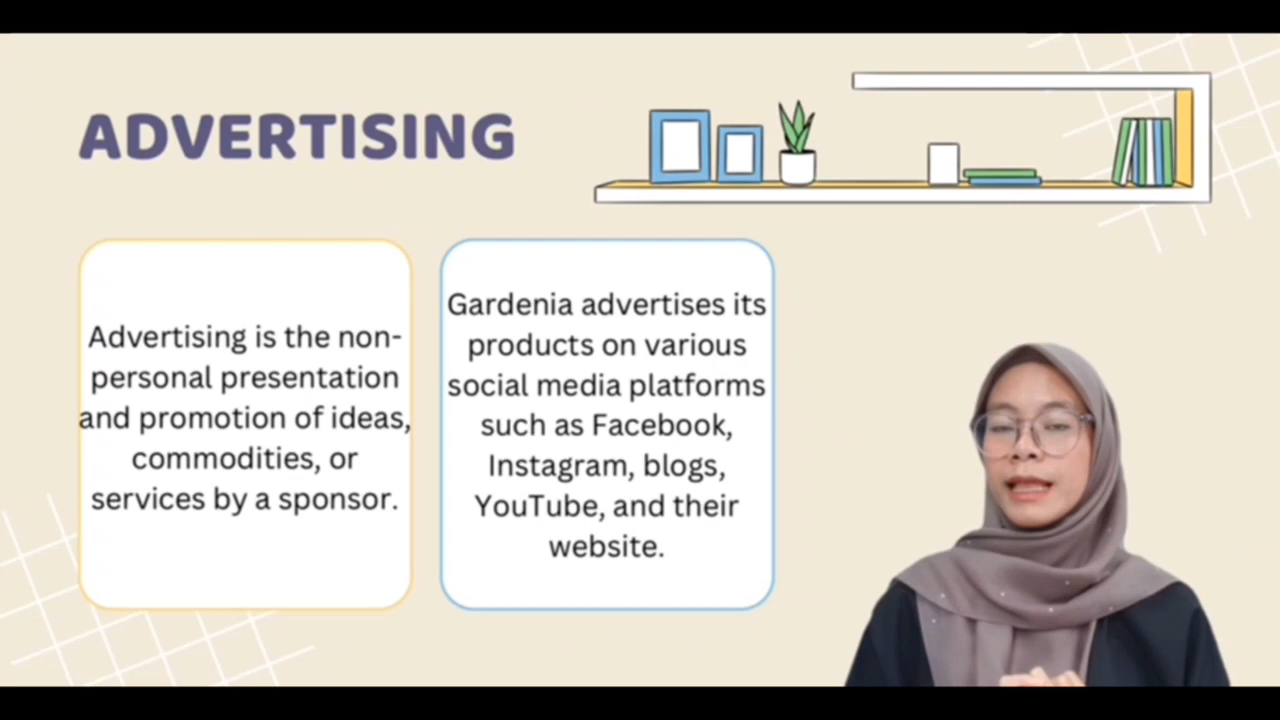 ADVERTISING
Advertising is the non-
personal presentation
and promotion of ideas,
commodities, or
services by a sponsor.
Gardenia advertises its
products on various
social media platforms
such as Facebook,
Instagram, blogs,
YouTube, and their
website.